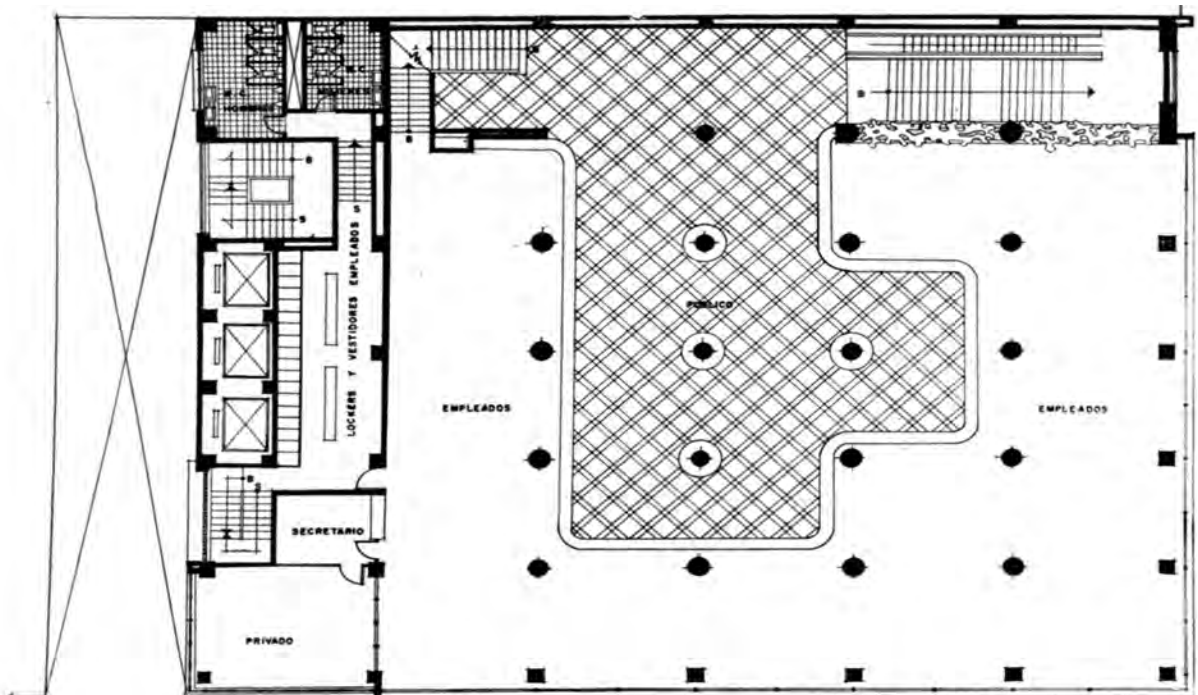 W.C.
HOMBRES
W.C.
MUJERES
B
B
B
B
S
S
LOCKERS Y VESTIDORES EMPLEADOS
PUBLICO
EMPLEADOS
EMPLEADOS
B
S
SECRETARIO
PRIVADO